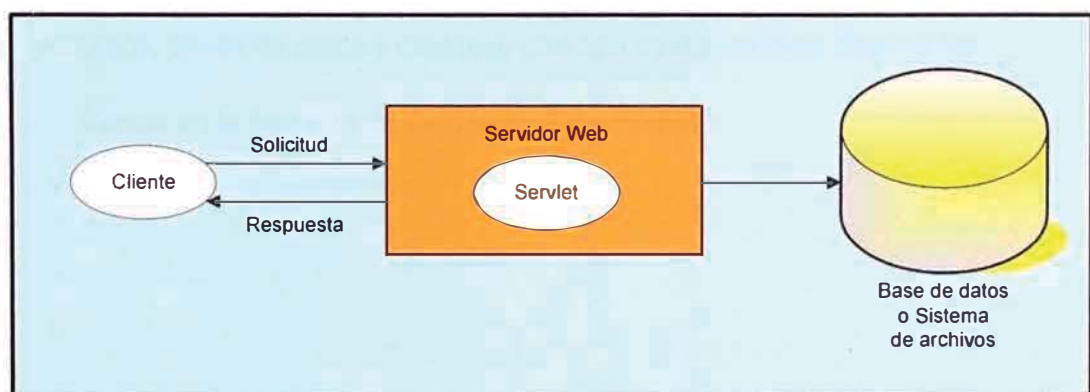 Solicitud
Cliente
Respuesta
Servidor Web
Servlet
Base de datos
o Sistema
de archivos